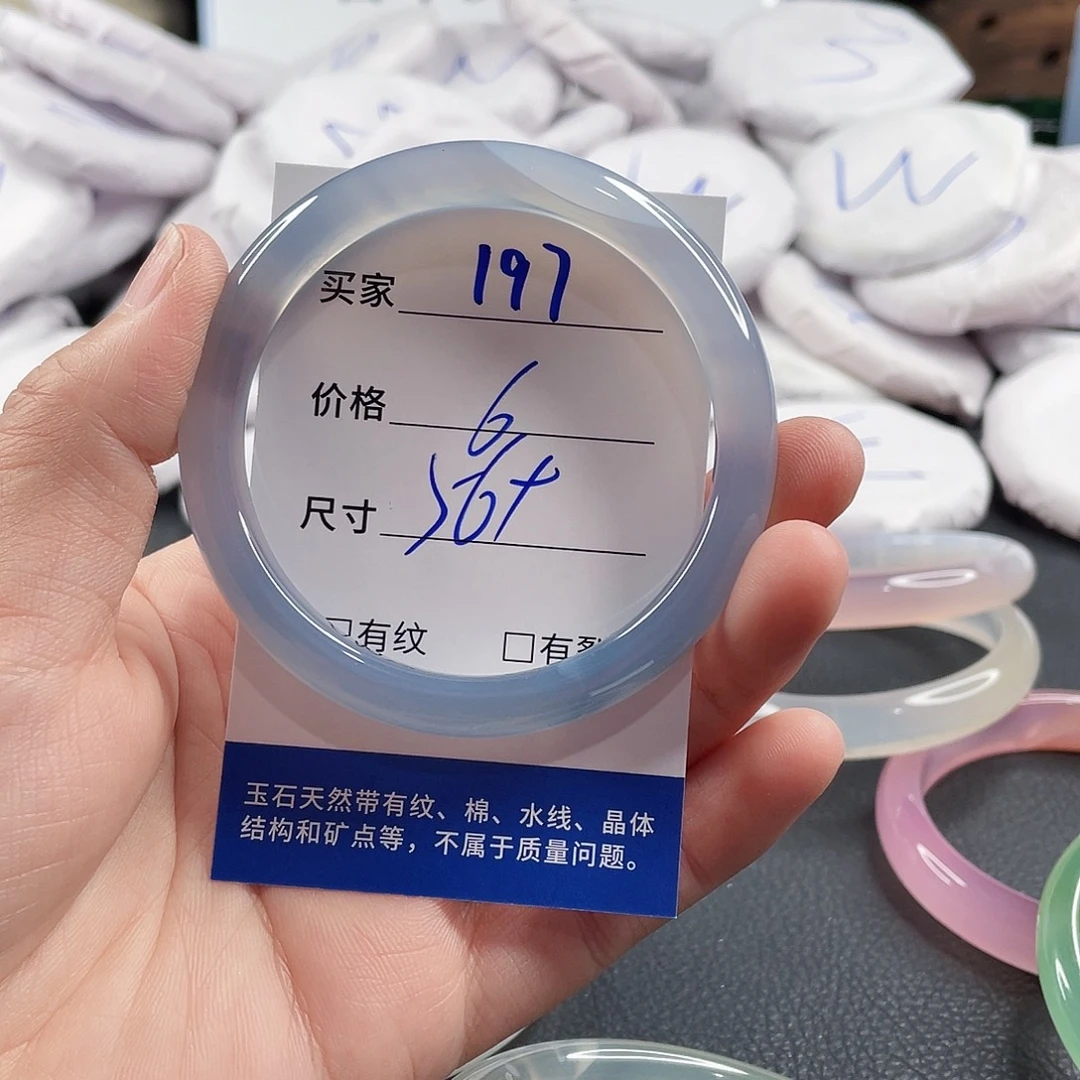 买家 197
价格 6
尺寸 56+
□有纹 □有裂
玉石天然带有纹、棉、水线、晶体
结构和矿点等，不属于质量问题。
W